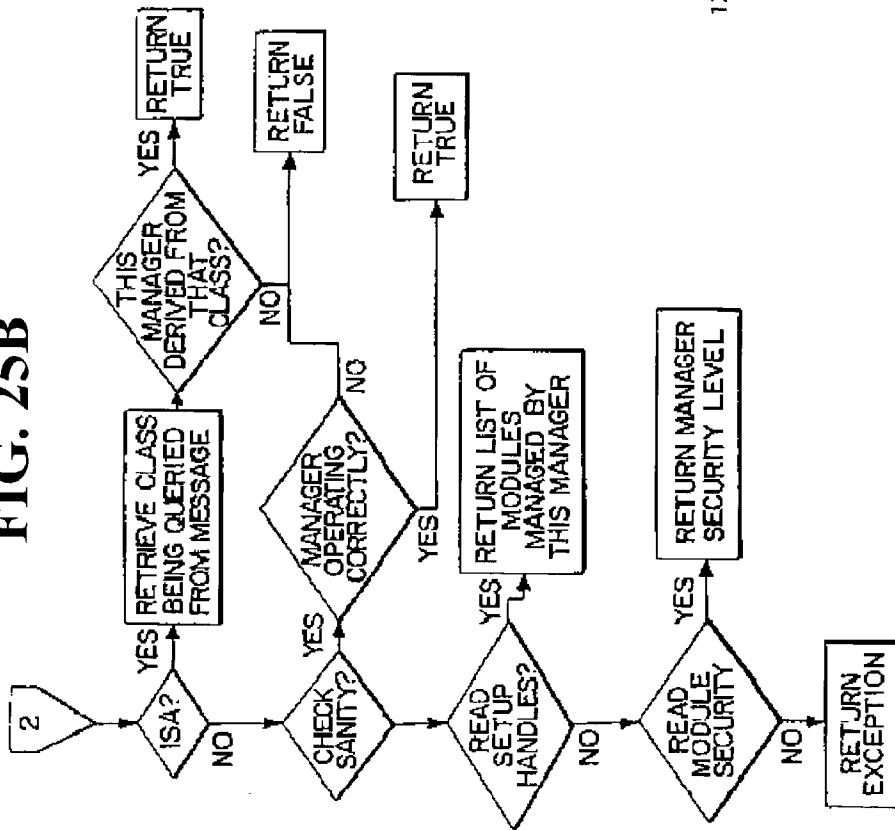 FIG. 25B
2
ISA?
YES
NO
RETRIEVE CLASS
BEING QUERIED
FROM MESSAGE
THIS
MANAGER
DERIVED FROM
THAT
CLASS?
YES
RETURN
TRUE
NO
RETURN
FALSE
CHECK
SANITY?
YES
MANAGER
OPERATING
CORRECTLY?
NO
YES
RETURN
TRUE
READ
SETUP
HANDLES?
YES
RETURN LIST OF
MODULES
MANAGED BY
THIS MANAGER
NO
READ
MODULE
SECURITY
YES
RETURN MANAGER
SECURITY LEVEL
NO
RETURN
EXCEPTION